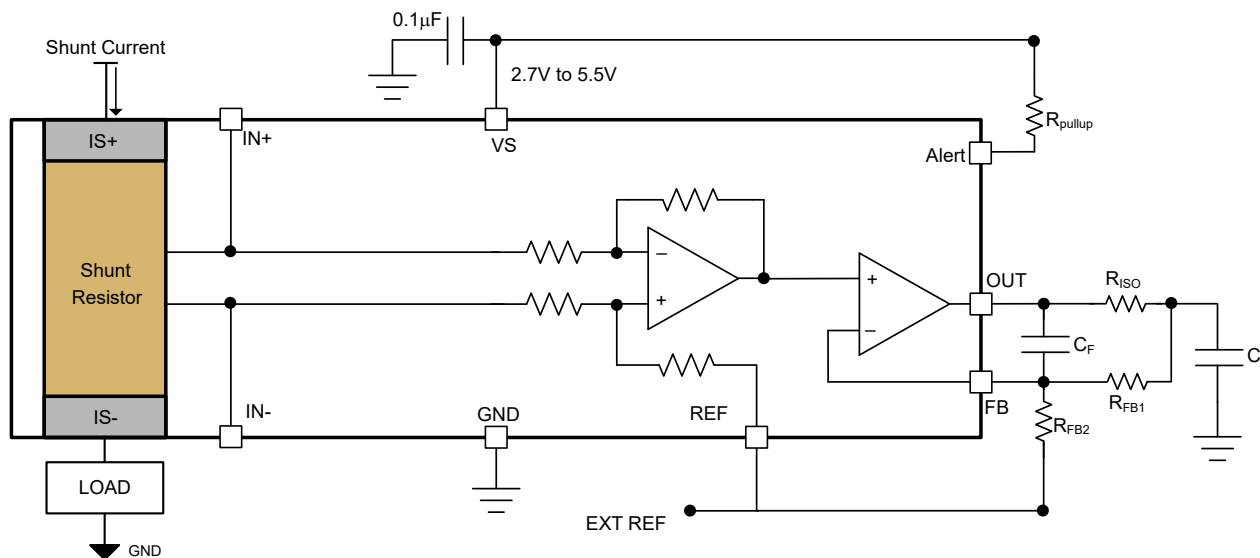 0.1µF
Shunt Current
2.7V to 5.5V
Rpullup
IS+
IN+
VS
Alert
Shunt
Resistor
–
+
+
–
OUT
RISO
CF
C
FB
RFB1
RFB2
IS-
IN-
GND
REF
LOAD
EXT REF
GND